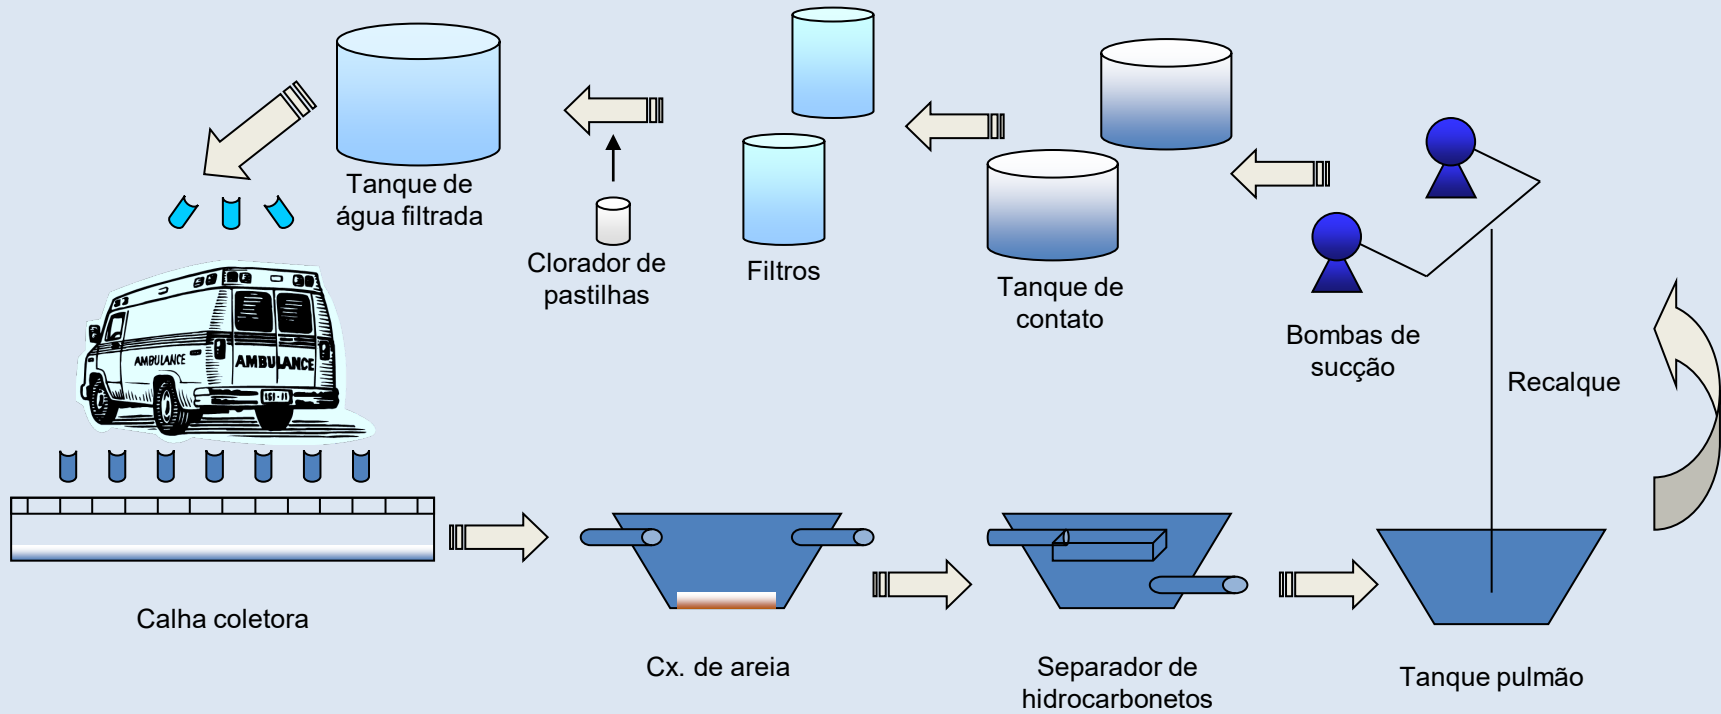 Tanque de
água filtrada
Clorador de
pastilhas
Filtros
Tanque de
contato
Bombas de
sucção
Recalque
AMBULANCE
AMBULANCE
Calha coletora
Cx. de areia
Separador de
hidrocarbonetos
Tanque pulmão